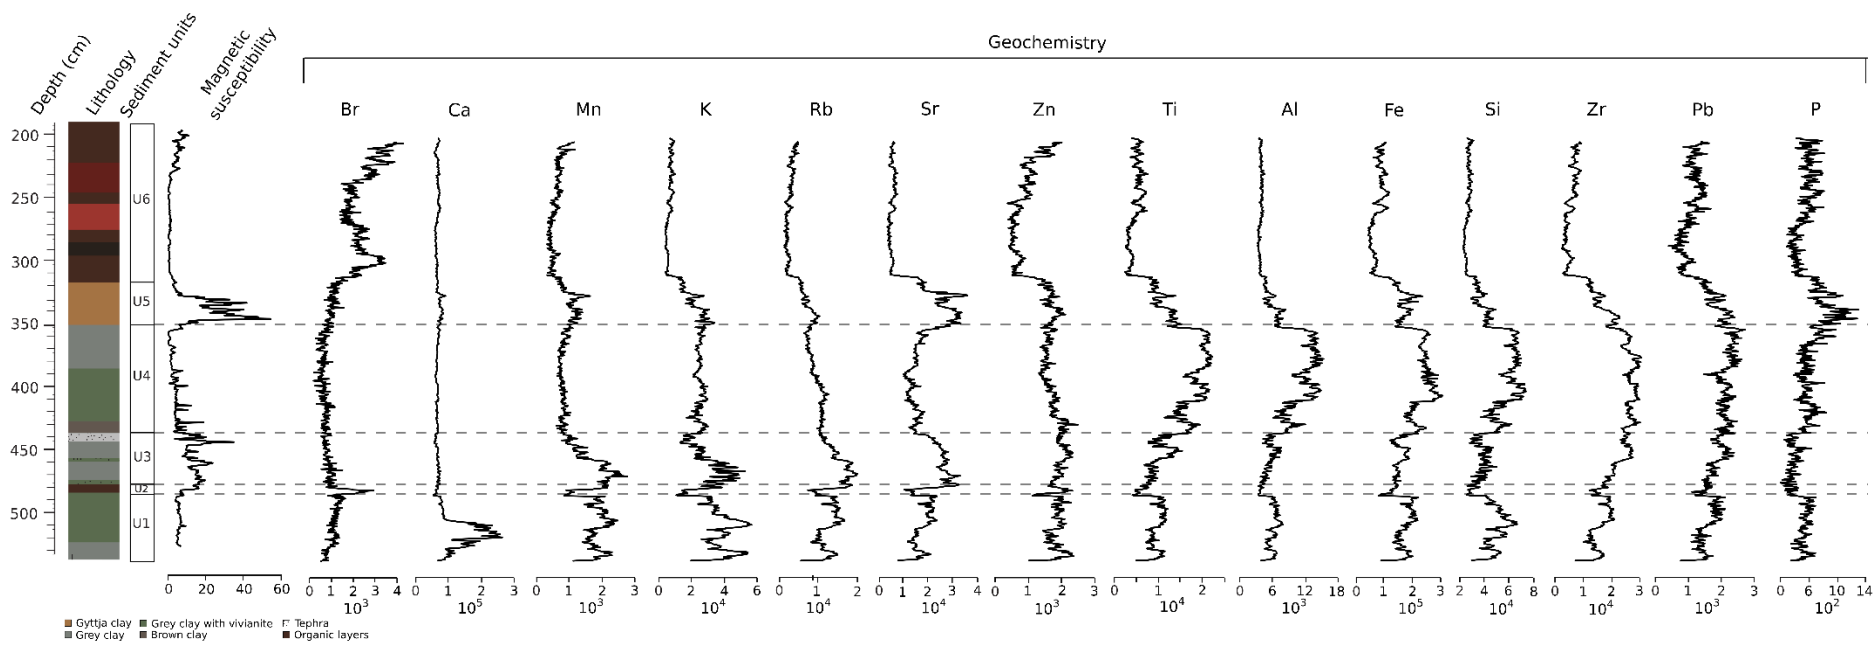 Geochemistry
Depth (cm) Lithology Sediment units Magnetic susceptibility
Br Ca Mn K Rb Sr Zn Ti Al Fe Si Zr Pb P
200
250
300
350
400
450
500
U6
U5
U4
U3
U2
U1
0 20 40 60 0 1 2 3 4 0 1 2 3 0 1 2 3 0 2 4 6 0 1 2 0 1 2 3 4 0 1 2 3 0 1 2 0 6 12 18 0 1 2 3 2 4 6 8 0 1 2 3 0 1 2 3 0 6 10 14
10³ 10⁵ 10³ 10⁴ 10⁴ 10⁴ 10³ 10⁴ 10³ 10⁵ 10⁴ 10⁴ 10³ 10²
Gyttja clay Grey clay with vivianite Tephra
Grey clay Brown clay Organic layers